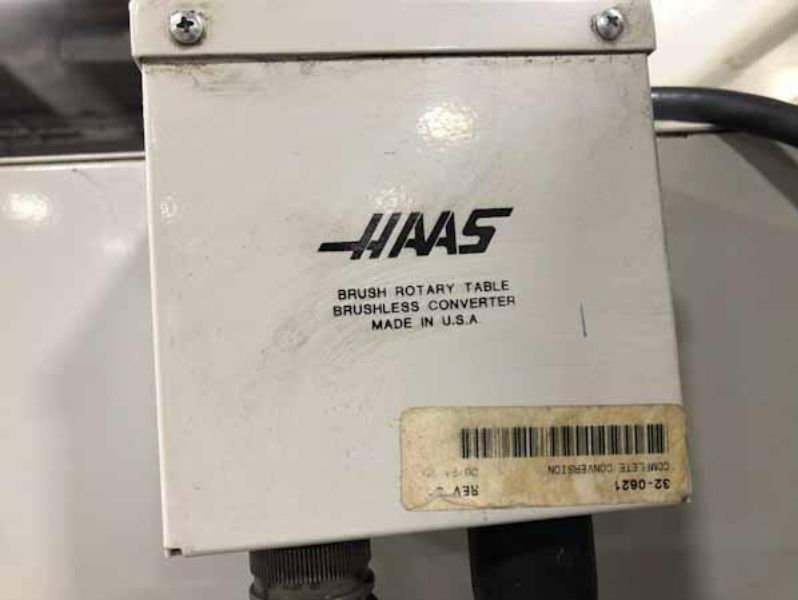 HAAS
BRUSH ROTARY TABLE
BRUSHLESS CONVERTER
MADE IN U.S.A.
32-0621 REV
COMPLETE CONVERSION